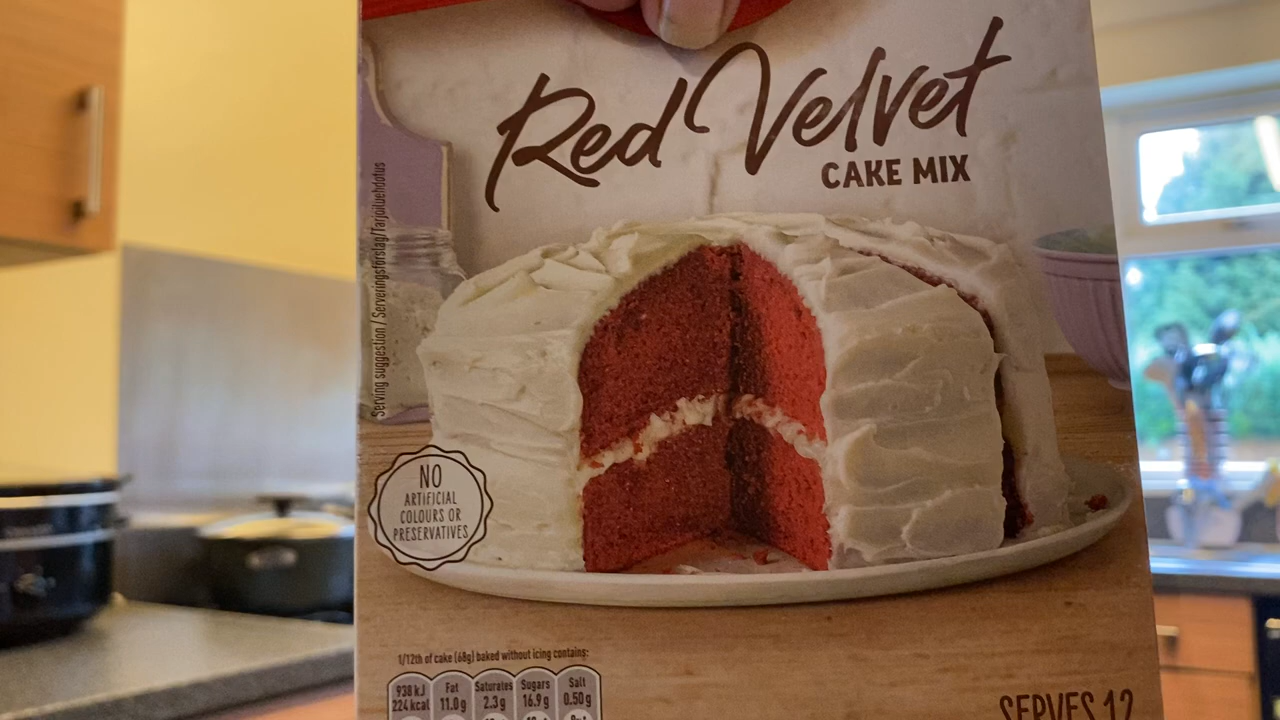 Red Velvet
CAKE MIX
Serving suggestion / Serveringsförslag/Tarjoiluehdotus
NO
ARTIFICIAL
COLOURS OR
PRESERVATIVES
1/12th of cake (68g) baked without icing contains:
938 kJ
224 kcal
Fat
11.0g
Saturates
2.3g
Sugars
16.9g
Salt
0.50g
SERVES 12